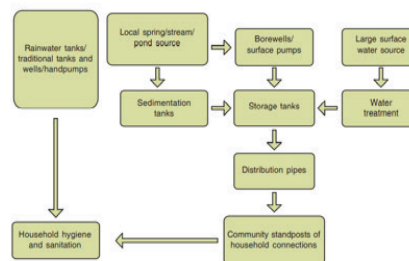 Rainwater tanks/
traditional tanks and
wells/handpumps
Local spring/stream/
pond source
Borewells/
surface pumps
Large surface
water source
Sedimentation
tanks
Storage tanks
Water
treatment
Distribution pipes
Household hygiene
and sanitation
Community standposts of
household connections